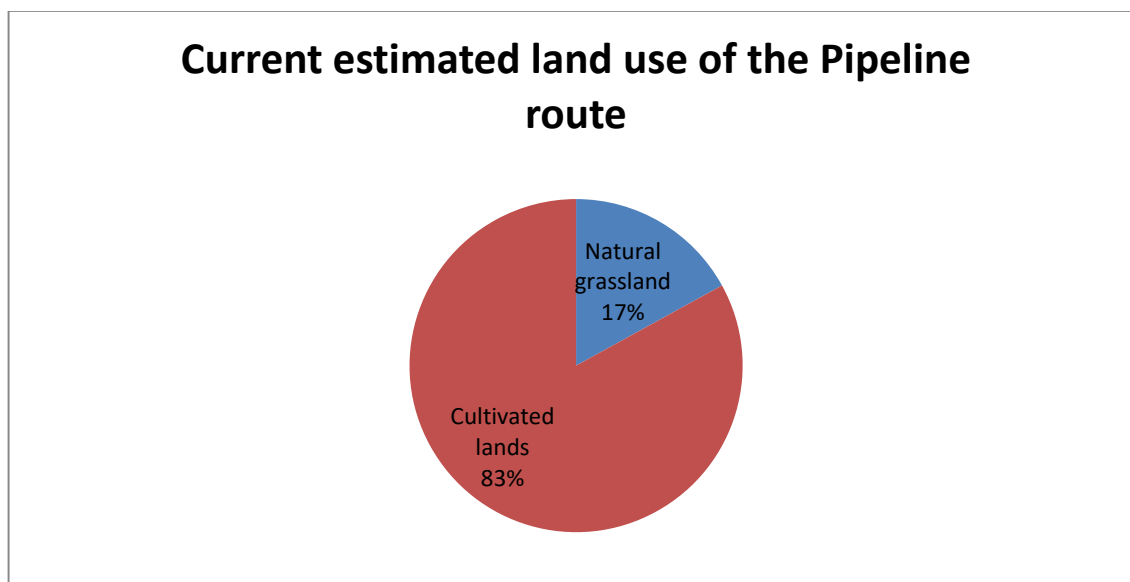 Current estimated land use of the Pipeline
route
Natural
grassland
17%
Cultivated
lands
83%